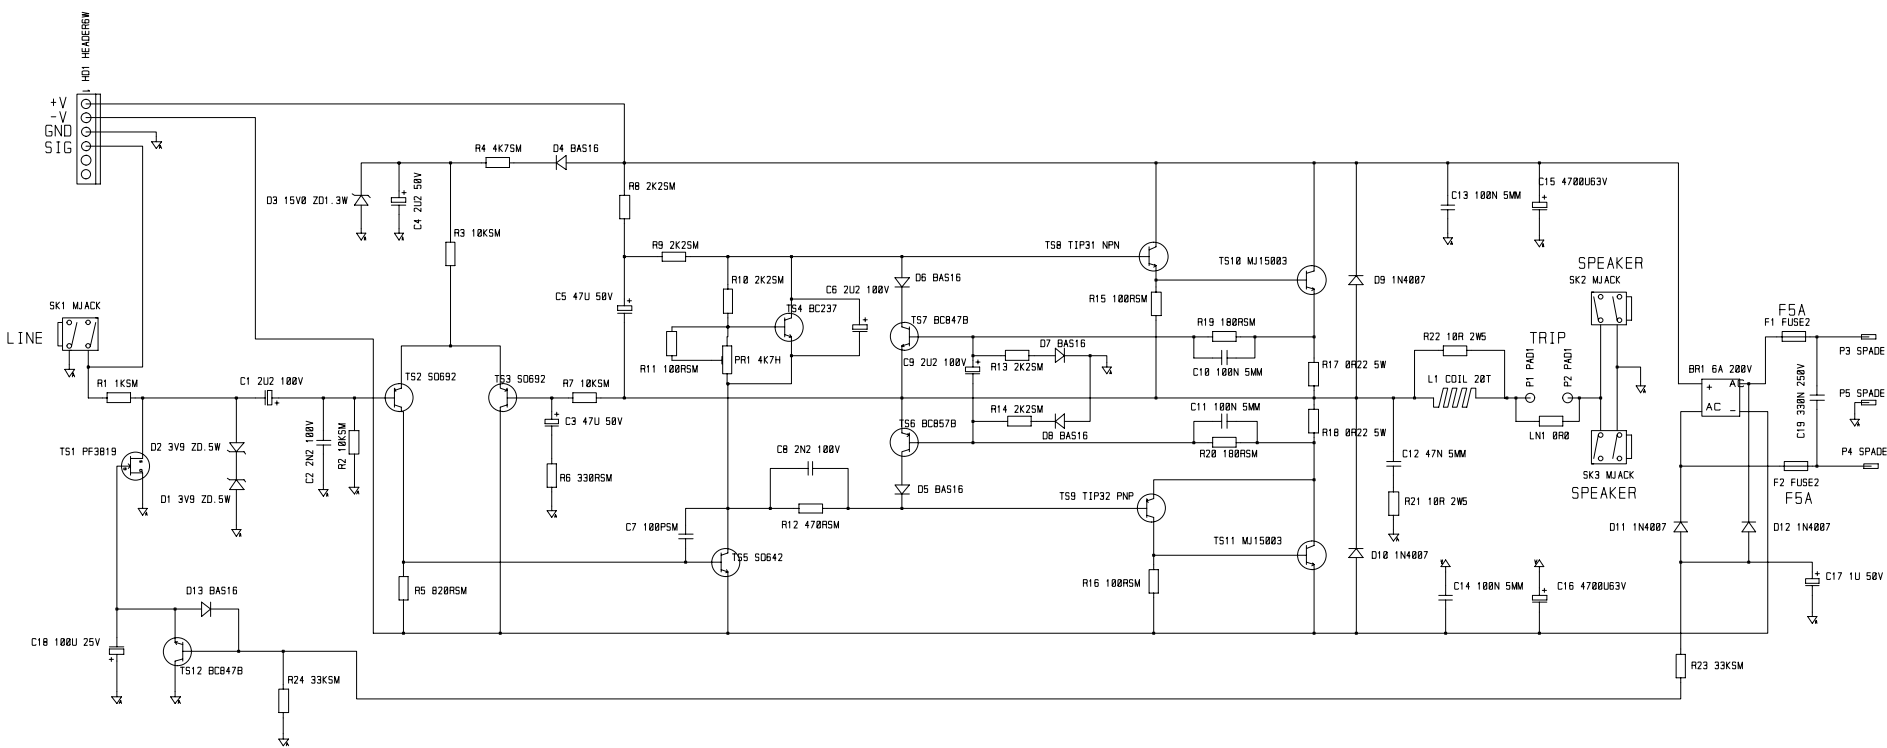 HD1 HEADER6W
1
+V
-V
GND
SIG
R4 4K7SM
D4 BAS16
D3 15V0 ZD1.3W
C4 2U2 50V
R3 10KSM
R8 2K2SM
R9 2K2SM
C5 47U 50V
R10 2K2SM
C6 2U2 100V
TS4 BC237
R11 100RSM
PR1 4K7H
D6 BAS16
TS7 BC847B
C9 2U2 100V
R13 2K2SM
D7 BAS16
R14 2K2SM
D8 BAS16
TS6 BC857B
D5 BAS16
TS8 TIP31 NPN
R15 100RSM
TS10 MJ15003
R19 180RSM
C10 100N 5MM
C11 100N 5MM
R20 180RSM
R17 0R22 5W
R18 0R22 5W
D9 1N4007
D10 1N4007
C13 100N 5MM
C15 4700U63V
SPEAKER
SK2 MJACK
TRIP
R22 10R 2W5
L1 COIL 20T
P1 PAD1
P2 PAD1
LN1 0R0
SK3 MJACK
SPEAKER
F5A
F1 FUSE2
P3 SPADE
BR1 6A 200V
+
AC
AC
-
C19 330N 250V
P5 SPADE
P4 SPADE
F2 FUSE2
F5A
D11 1N4007
D12 1N4007
C17 1U 50V
R23 33KSM
SK1 MJACK
LINE
R1 1KSM
C1 2U2 100V
TS1 PF3819
D2 3V9 ZD.5W
D1 3V9 ZD.5W
C2 2N2 100V
R2 10KSM
TS2 SO692
TS3 SO692
R7 10KSM
C3 47U 50V
R6 330RSM
C8 2N2 100V
R12 470RSM
C7 100PSM
TS5 SO642
R5 820RSM
TS9 TIP32 PNP
R16 100RSM
TS11 MJ15003
C12 47N 5MM
R21 10R 2W5
C14 100N 5MM
C16 4700U63V
D13 BAS16
C18 100U 25V
TS12 BC847B
R24 33KSM